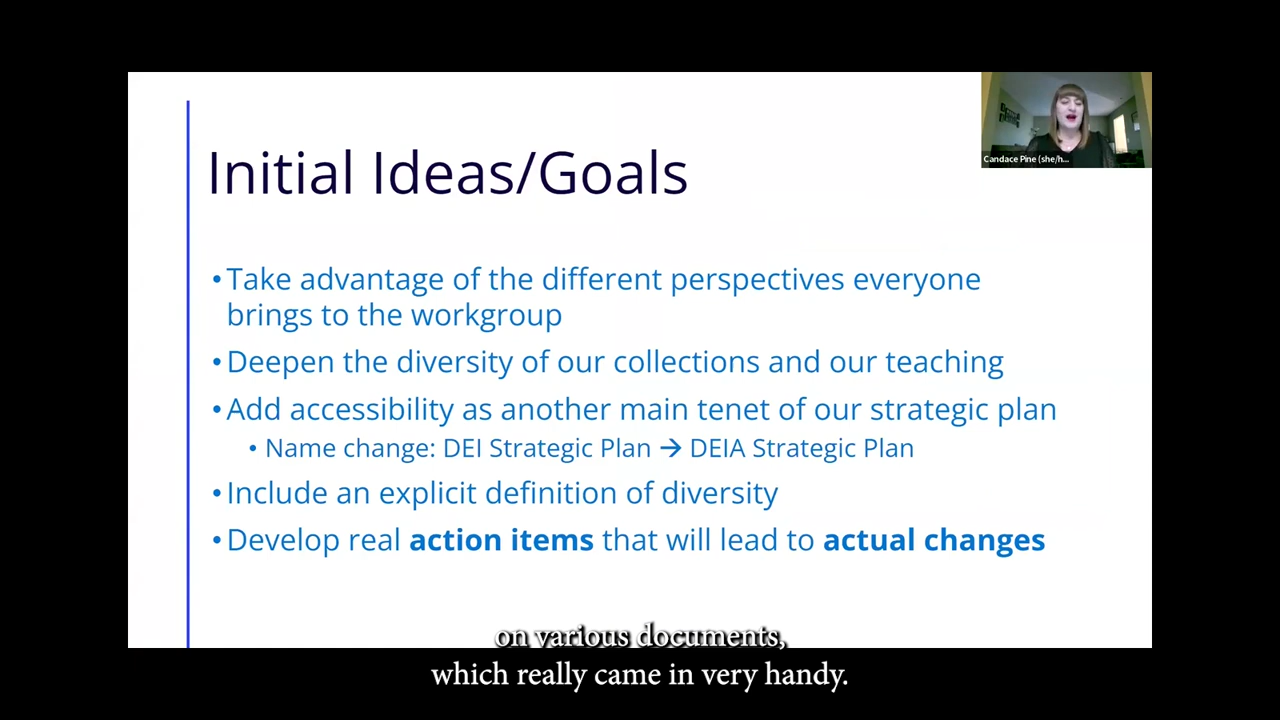 Candace Pine (she/h...
Initial Ideas/Goals
•Take advantage of the different perspectives everyone
brings to the workgroup
•Deepen the diversity of our collections and our teaching
•Add accessibility as another main tenet of our strategic plan
• Name change: DEI Strategic Plan → DEIA Strategic Plan
•Include an explicit definition of diversity
•Develop real action items that will lead to actual changes
on various documents,
which really came in very handy.